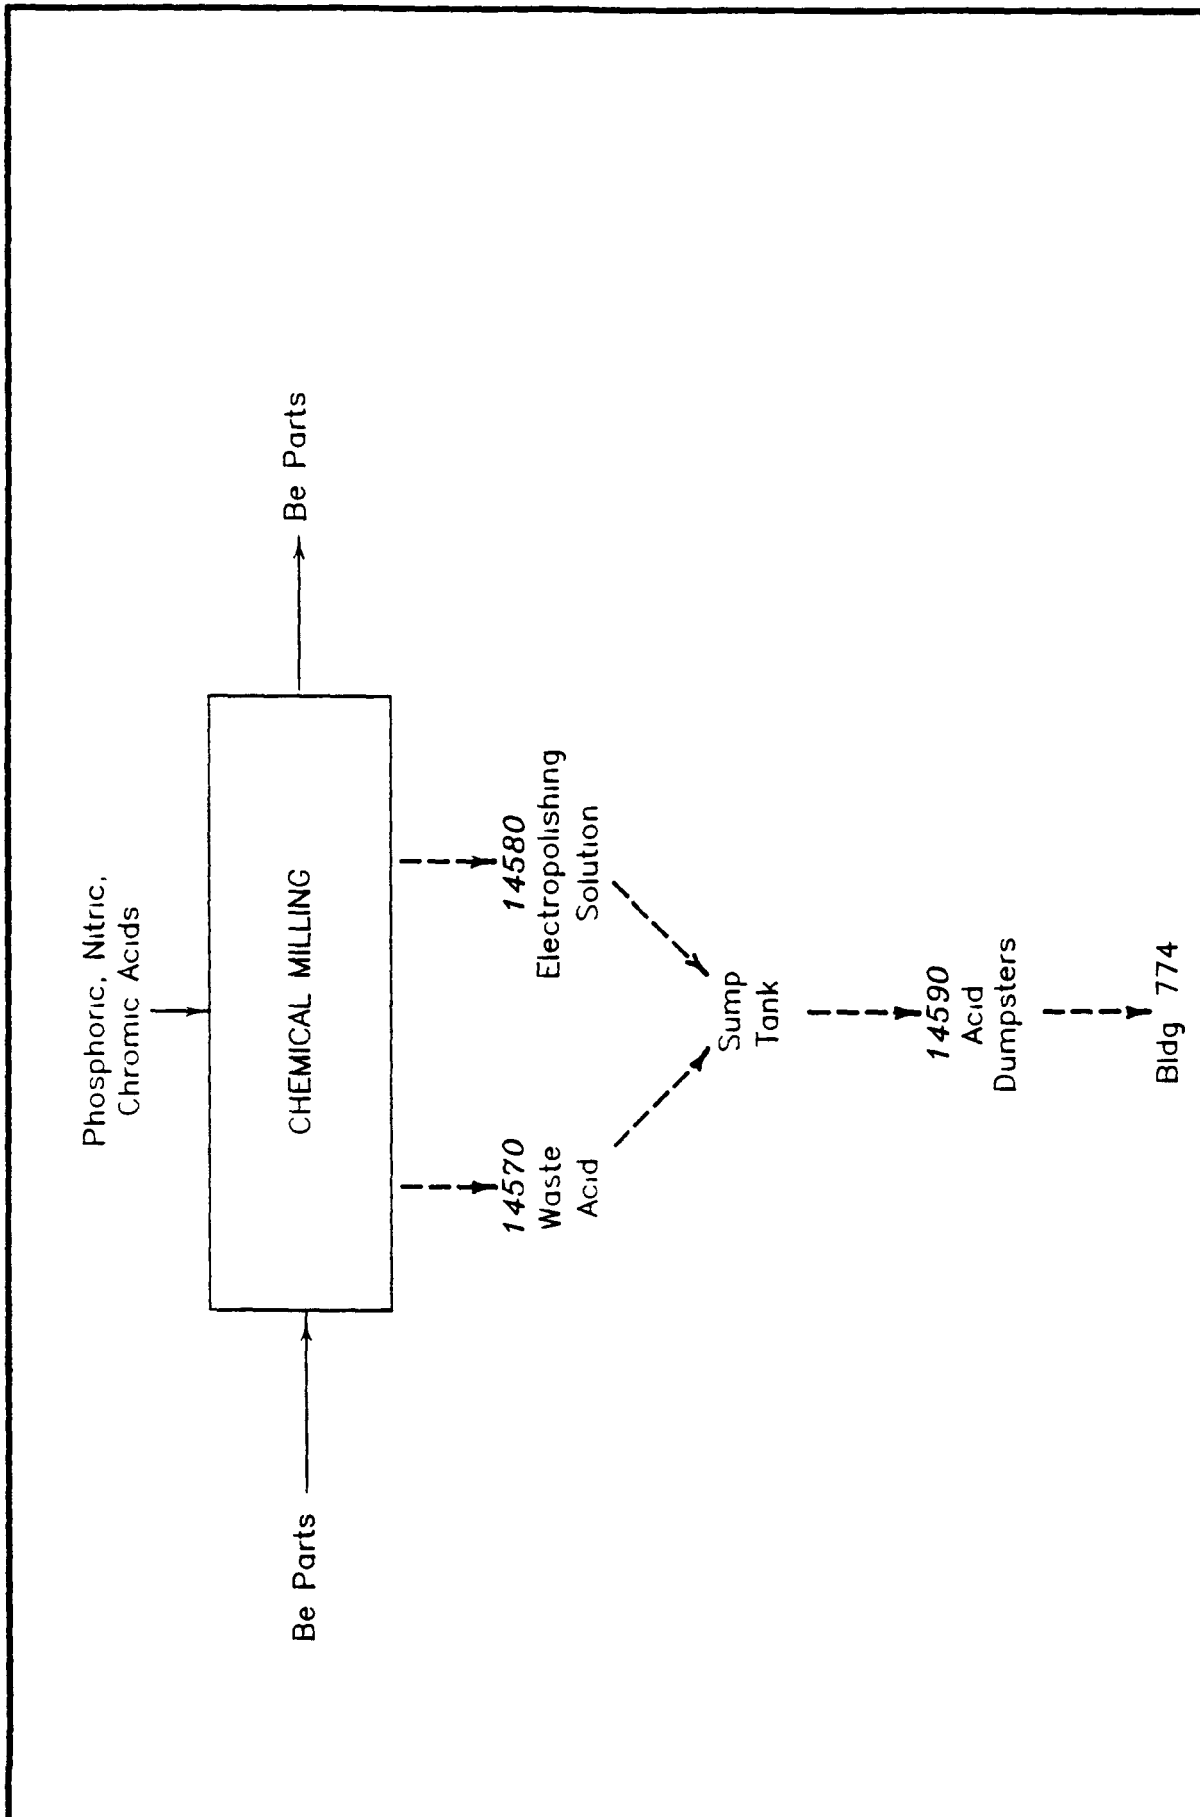 Phosphoric, Nitric,
Chromic Acids
Be Parts
CHEMICAL MILLING
Be Parts
14570
Waste
Acid
14580
Electropolishing
Solution
Sump
Tank
14590
Acid
Dumpsters
Bldg 774